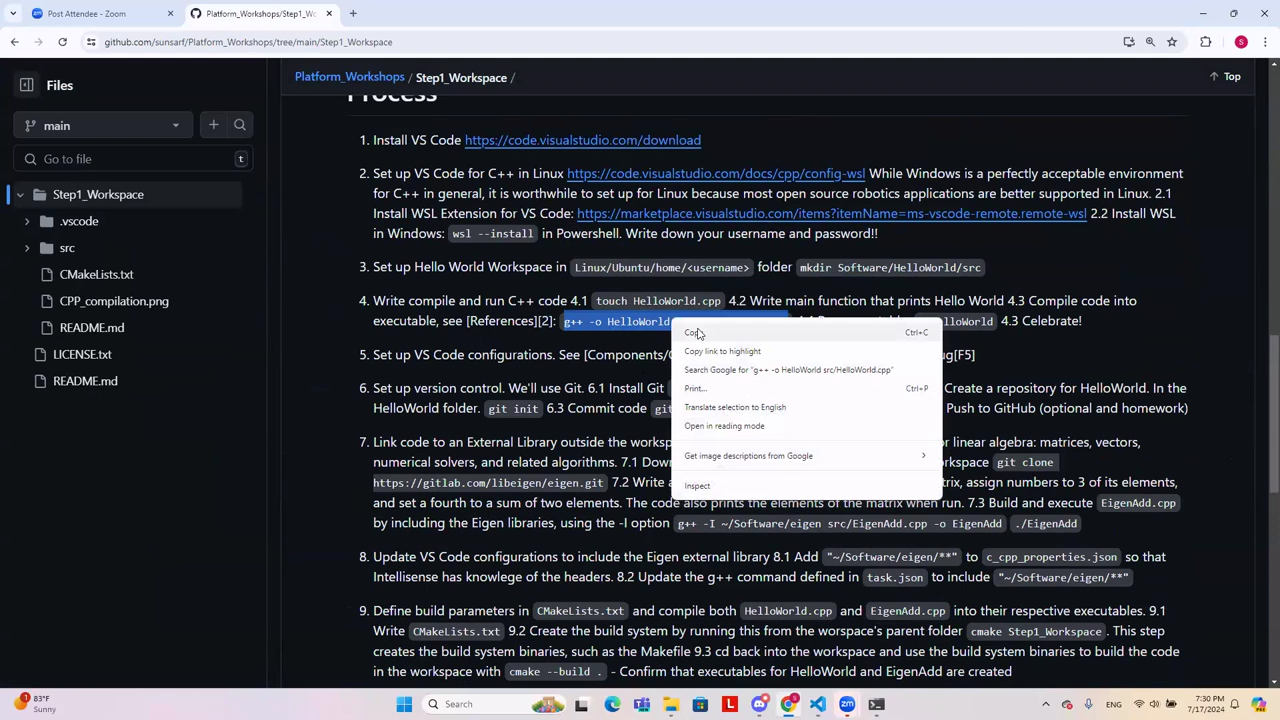 Post Attendee - Zoom
Platform_Workshops/Step1_Wo
github.com/sunsarf/Platform_Workshops/tree/main/Step1_Workspace
Files
Platform_Workshops / Step1_Workspace /
Top
main
Go to file
t
Step1_Workspace
.vscode
src
CMakeLists.txt
CPP_compilation.png
README.md
LICENSE.txt
README.md
Process
1. Install VS Code https://code.visualstudio.com/download
2. Set up VS Code for C++ in Linux https://code.visualstudio.com/docs/cpp/config-wsl While Windows is a perfectly acceptable environment
for C++ in general, it is worthwhile to set up for Linux because most open source robotics applications are better supported in Linux. 2.1
Install WSL Extension for VS Code: https://marketplace.visualstudio.com/items?itemName=ms-vscode-remote.remote-wsl 2.2 Install WSL
in Windows: wsl --install in Powershell. Write down your username and password!!
3. Set up Hello World Workspace in Linux/Ubuntu/home/<username> folder mkdir Software/HelloWorld/src
4. Write compile and run C++ code 4.1 touch HelloWorld.cpp 4.2 Write main function that prints Hello World 4.3 Compile code into
executable, see [References][2]: g++ -o HelloWorld lloWorld 4.3 Celebrate!
5. Set up VS Code configurations. See [Components/C ug[F5]
6. Set up version control. We'll use Git. 6.1 Install Git Create a repository for HelloWorld. In the
HelloWorld folder. git init 6.3 Commit code git Push to GitHub (optional and homework)
7. Link code to an External Library outside the works or linear algebra: matrices, vectors,
numerical solvers, and related algorithms. 7.1 Down workspace git clone
https://gitlab.com/libeigen/eigen.git 7.2 Write a matrix, assign numbers to 3 of its elements,
and set a fourth to a sum of two elements. The code also prints the elements of the matrix when run. 7.3 Build and execute EigenAdd.cpp
by including the Eigen libraries, using the -I option g++ -I ~/Software/eigen src/EigenAdd.cpp -o EigenAdd ./EigenAdd
8. Update VS Code configurations to include the Eigen external library 8.1 Add "~/Software/eigen/**" to c_cpp_properties.json so that
Intellisense has knowlege of the headers. 8.2 Update the g++ command defined in task.json to include "~/Software/eigen/**"
9. Define build parameters in CMakeLists.txt and compile both HelloWorld.cpp and EigenAdd.cpp into their respective executables. 9.1
Write CMakeLists.txt 9.2 Create the build system by running this from the worspace's parent folder cmake Step1_Workspace. This step
creates the build system binaries, such as the Makefile 9.3 cd back into the workspace and use the build system binaries to build the code
in the workspace with cmake --build . - Confirm that executables for HelloWorld and EigenAdd are created
Copy Ctrl+C
Copy link to highlight
Search Google for "g++ -o HelloWorld src/HelloWorld.cpp"
Print... Ctrl+P
Translate selection to English
Open in reading mode
Get image descriptions from Google
Inspect
83°F
Sunny
Search
7:30 PM
7/17/2024